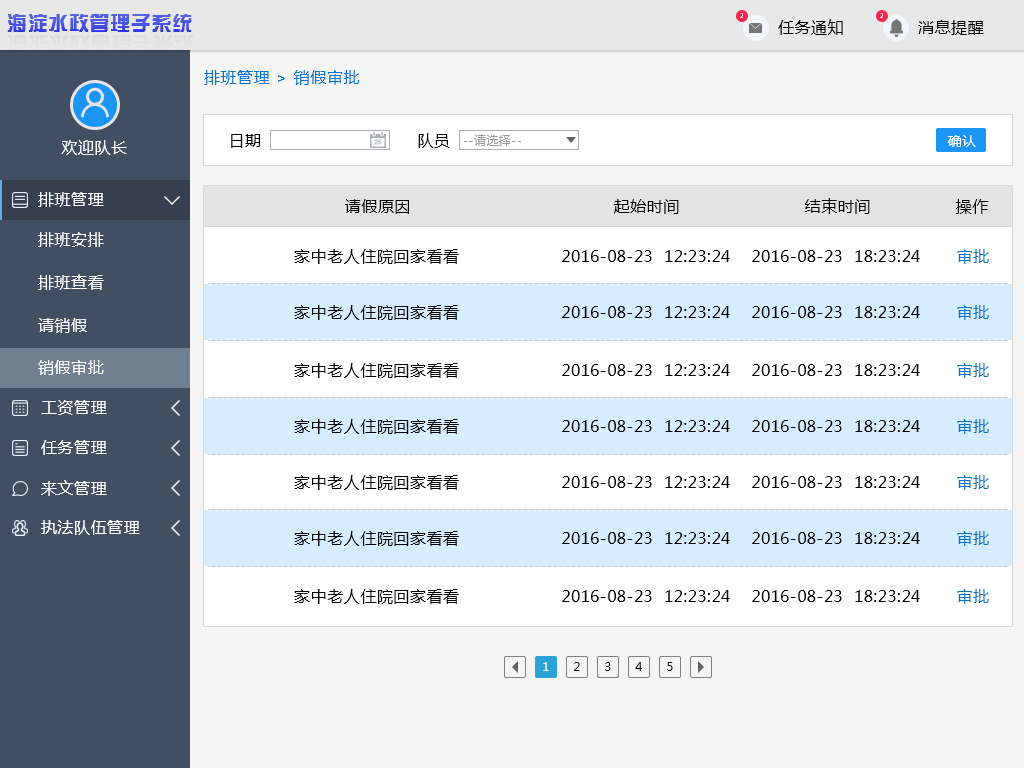 海淀水政管理子系统
2 任务通知
2 消息提醒
欢迎队长
排班管理
排班安排
排班查看
请销假
销假审批
工资管理
任务管理
来文管理
执法队伍管理
排班管理 > 销假审批
日期 25 队员 --请选择-- 确认
请假原因 起始时间 结束时间 操作
家中老人住院回家看看 2016-08-23 12:23:24 2016-08-23 18:23:24 审批
家中老人住院回家看看 2016-08-23 12:23:24 2016-08-23 18:23:24 审批
家中老人住院回家看看 2016-08-23 12:23:24 2016-08-23 18:23:24 审批
家中老人住院回家看看 2016-08-23 12:23:24 2016-08-23 18:23:24 审批
家中老人住院回家看看 2016-08-23 12:23:24 2016-08-23 18:23:24 审批
家中老人住院回家看看 2016-08-23 12:23:24 2016-08-23 18:23:24 审批
家中老人住院回家看看 2016-08-23 12:23:24 2016-08-23 18:23:24 审批
1 2 3 4 5